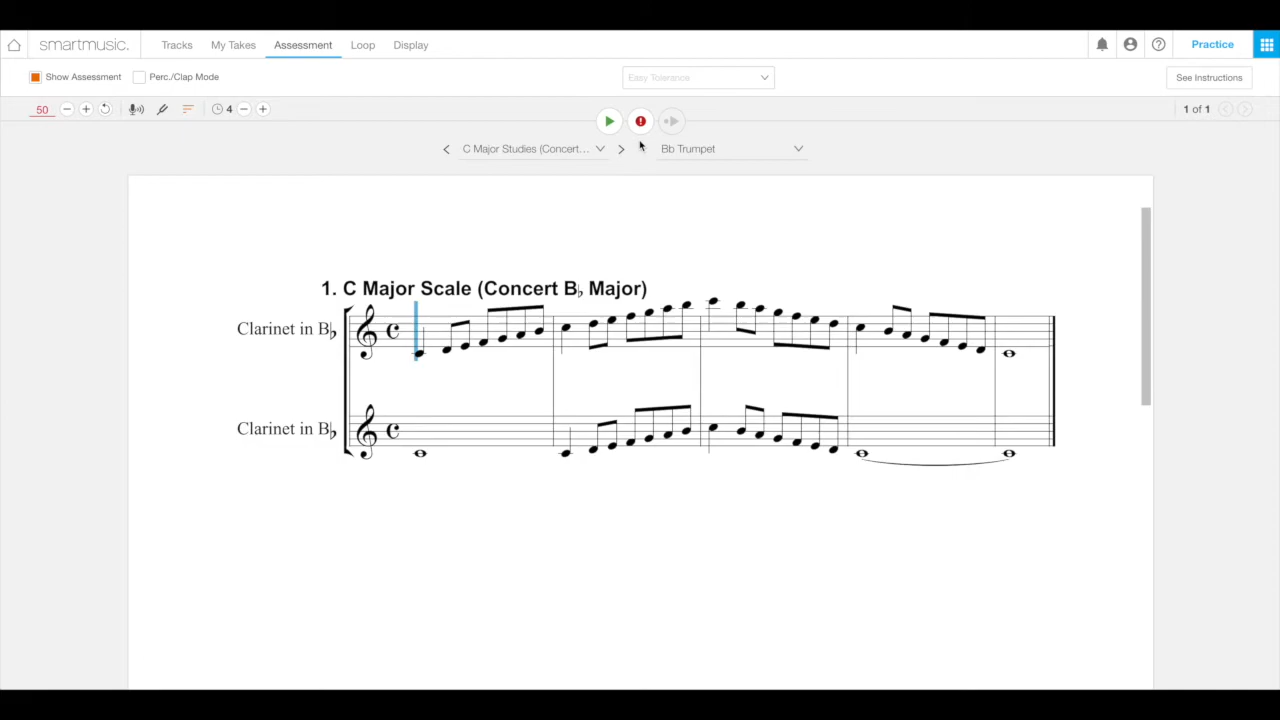 smartmusic. Tracks My Takes Assessment Loop Display Practice
Show Assessment Perc./Clap Mode Easy Tolerance See Instructions
50 4 1 of 1
C Major Studies (Concert... Bb Trumpet
1. C Major Scale (Concert B♭ Major)
Clarinet in B♭
Clarinet in B♭